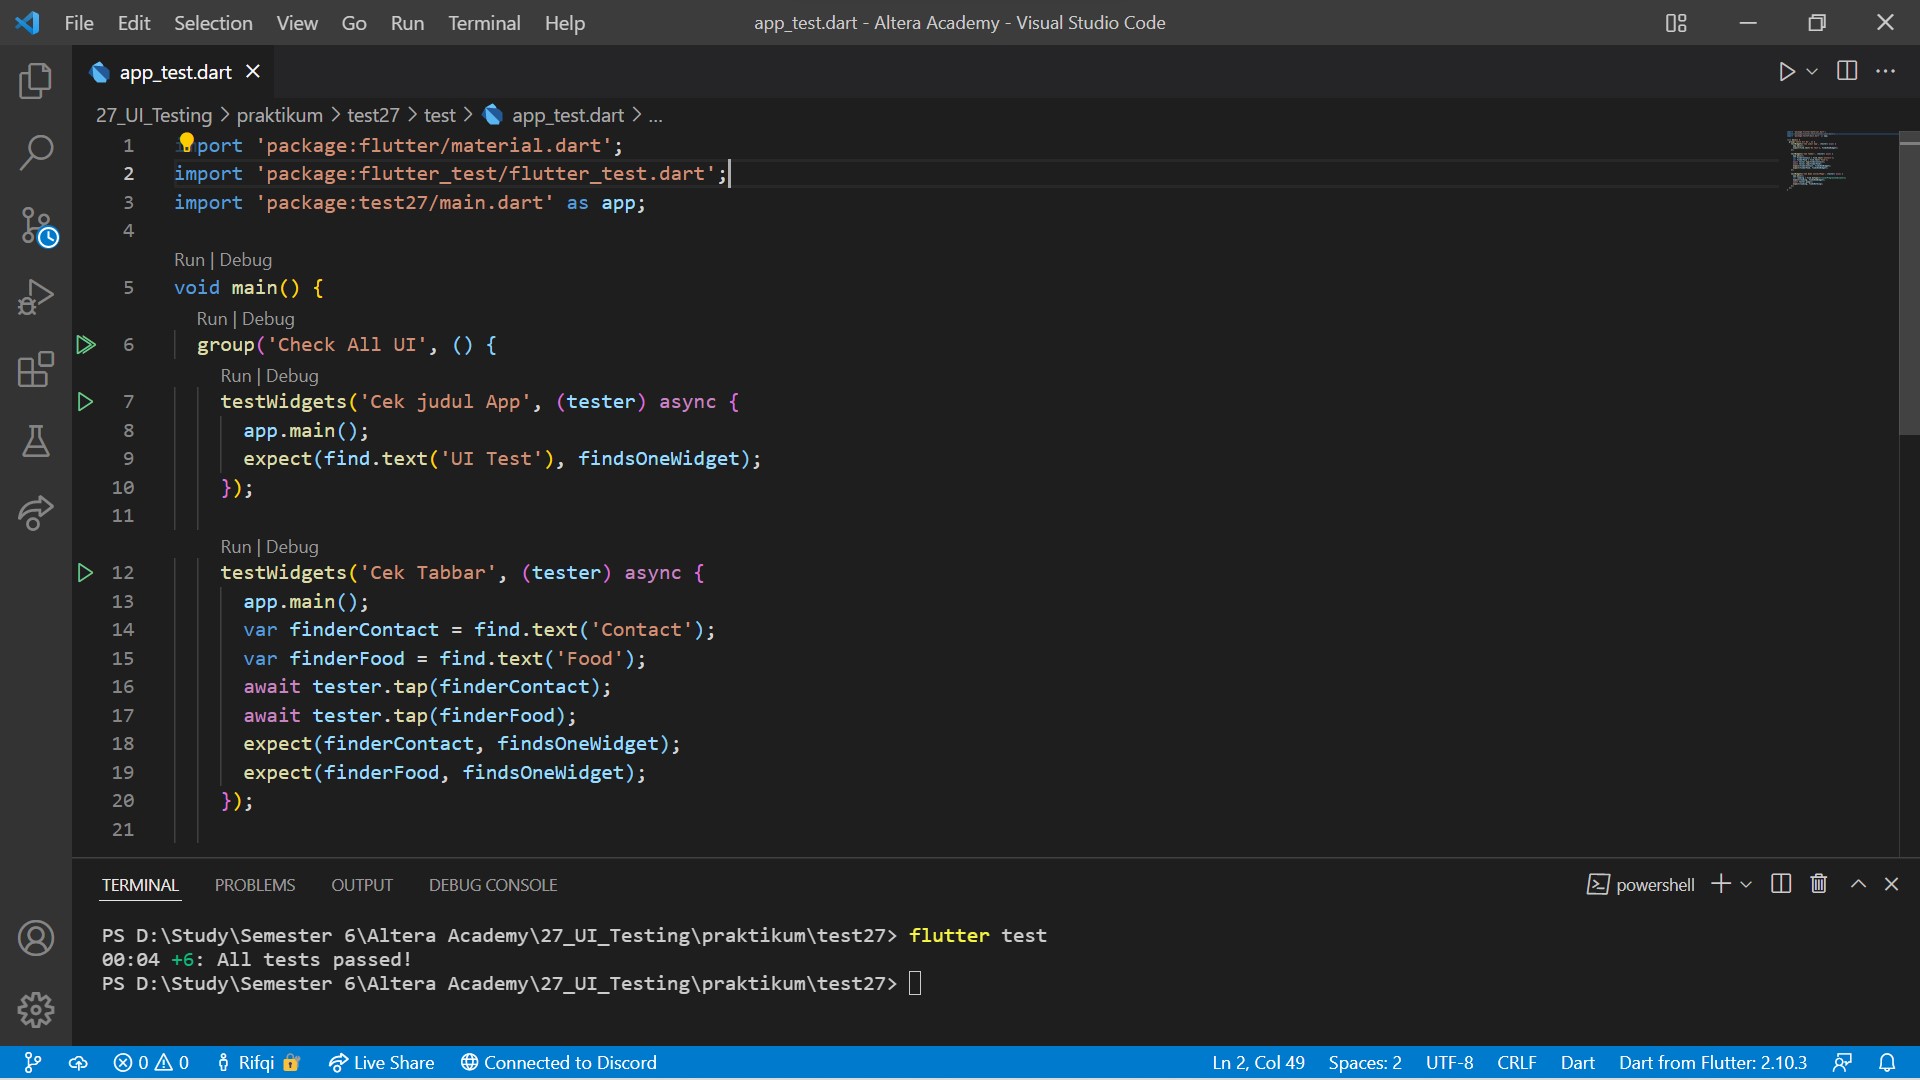 File Edit Selection View Go Run Terminal Help
app_test.dart - Altera Academy - Visual Studio Code
app_test.dart
27_UI_Testing > praktikum > test27 > test > app_test.dart > ...
1 import 'package:flutter/material.dart';
2 import 'package:flutter_test/flutter_test.dart';
3 import 'package:test27/main.dart' as app;
4
Run | Debug
5 void main() {
Run | Debug
6 group('Check All UI', () {
Run | Debug
7 testWidgets('Cek judul App', (tester) async {
8 app.main();
9 expect(find.text('UI Test'), findsOneWidget);
10 });
11
Run | Debug
12 testWidgets('Cek Tabbar', (tester) async {
13 app.main();
14 var finderContact = find.text('Contact');
15 var finderFood = find.text('Food');
16 await tester.tap(finderContact);
17 await tester.tap(finderFood);
18 expect(finderContact, findsOneWidget);
19 expect(finderFood, findsOneWidget);
20 });
21
TERMINAL PROBLEMS OUTPUT DEBUG CONSOLE powershell
PS D:\Study\Semester 6\Altera Academy\27_UI_Testing\praktikum\test27> flutter test
00:04 +6: All tests passed!
PS D:\Study\Semester 6\Altera Academy\27_UI_Testing\praktikum\test27>
0 0 Rifqi Live Share Connected to Discord Ln 2, Col 49 Spaces: 2 UTF-8 CRLF Dart Dart from Flutter: 2.10.3